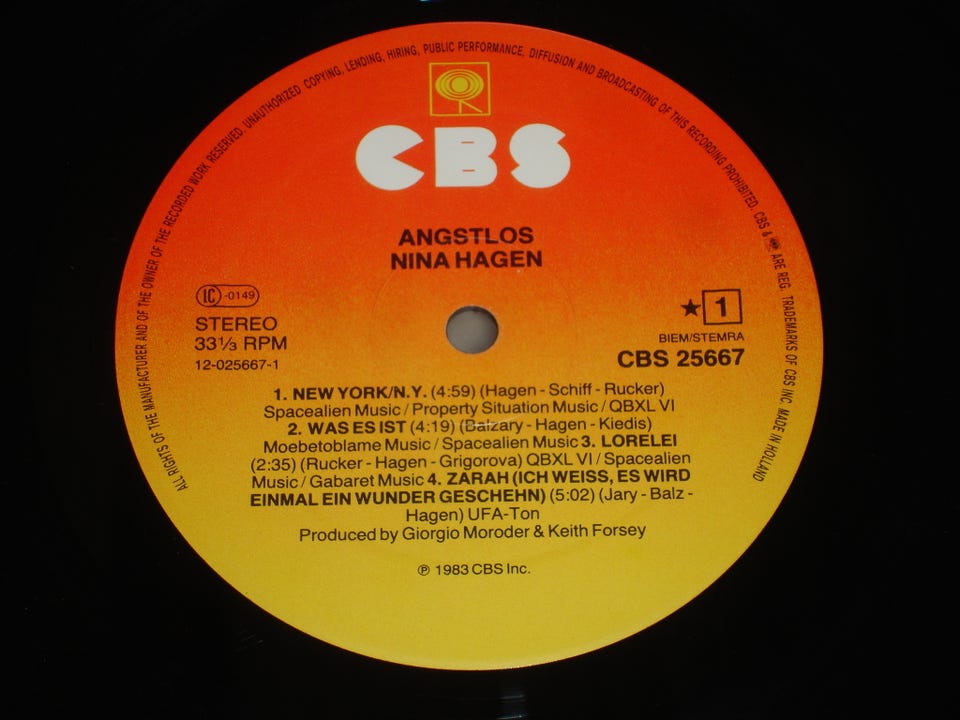 ALL RIGHTS OF THE MANUFACTURER AND OF THE OWNER OF THE RECORDED WORK RESERVED. UNAUTHORIZED COPYING, LENDING, HIRING, PUBLIC PERFORMANCE, DIFFUSION AND BROADCASTING OF THIS RECORDING PROHIBITED. CBS & ARE REG. TRADEMARKS OF CBS INC. MADE IN HOLLAND
CBS
ANGSTLOS
NINA HAGEN
LC -0149
STEREO
33⅓ RPM
12-025667-1
★ 1
BIEM/STEMRA
CBS 25667
1. NEW YORK/N.Y. (4:59) (Hagen - Schiff - Rucker)
Spacealien Music / Property Situation Music / QBXL VI
2. WAS ES IST (4:19) (Balzary - Hagen - Kiedis)
Moebetoblame Music / Spacealien Music 3. LORELEI
(2:35) (Rucker - Hagen - Grigorova) QBXL VI / Spacealien
Music / Gabaret Music 4. ZARAH (ICH WEISS, ES WIRD
EINMAL EIN WUNDER GESCHEHN) (5:02) (Jary - Balz -
Hagen) UFA-Ton
Produced by Giorgio Moroder & Keith Forsey
℗ 1983 CBS Inc.